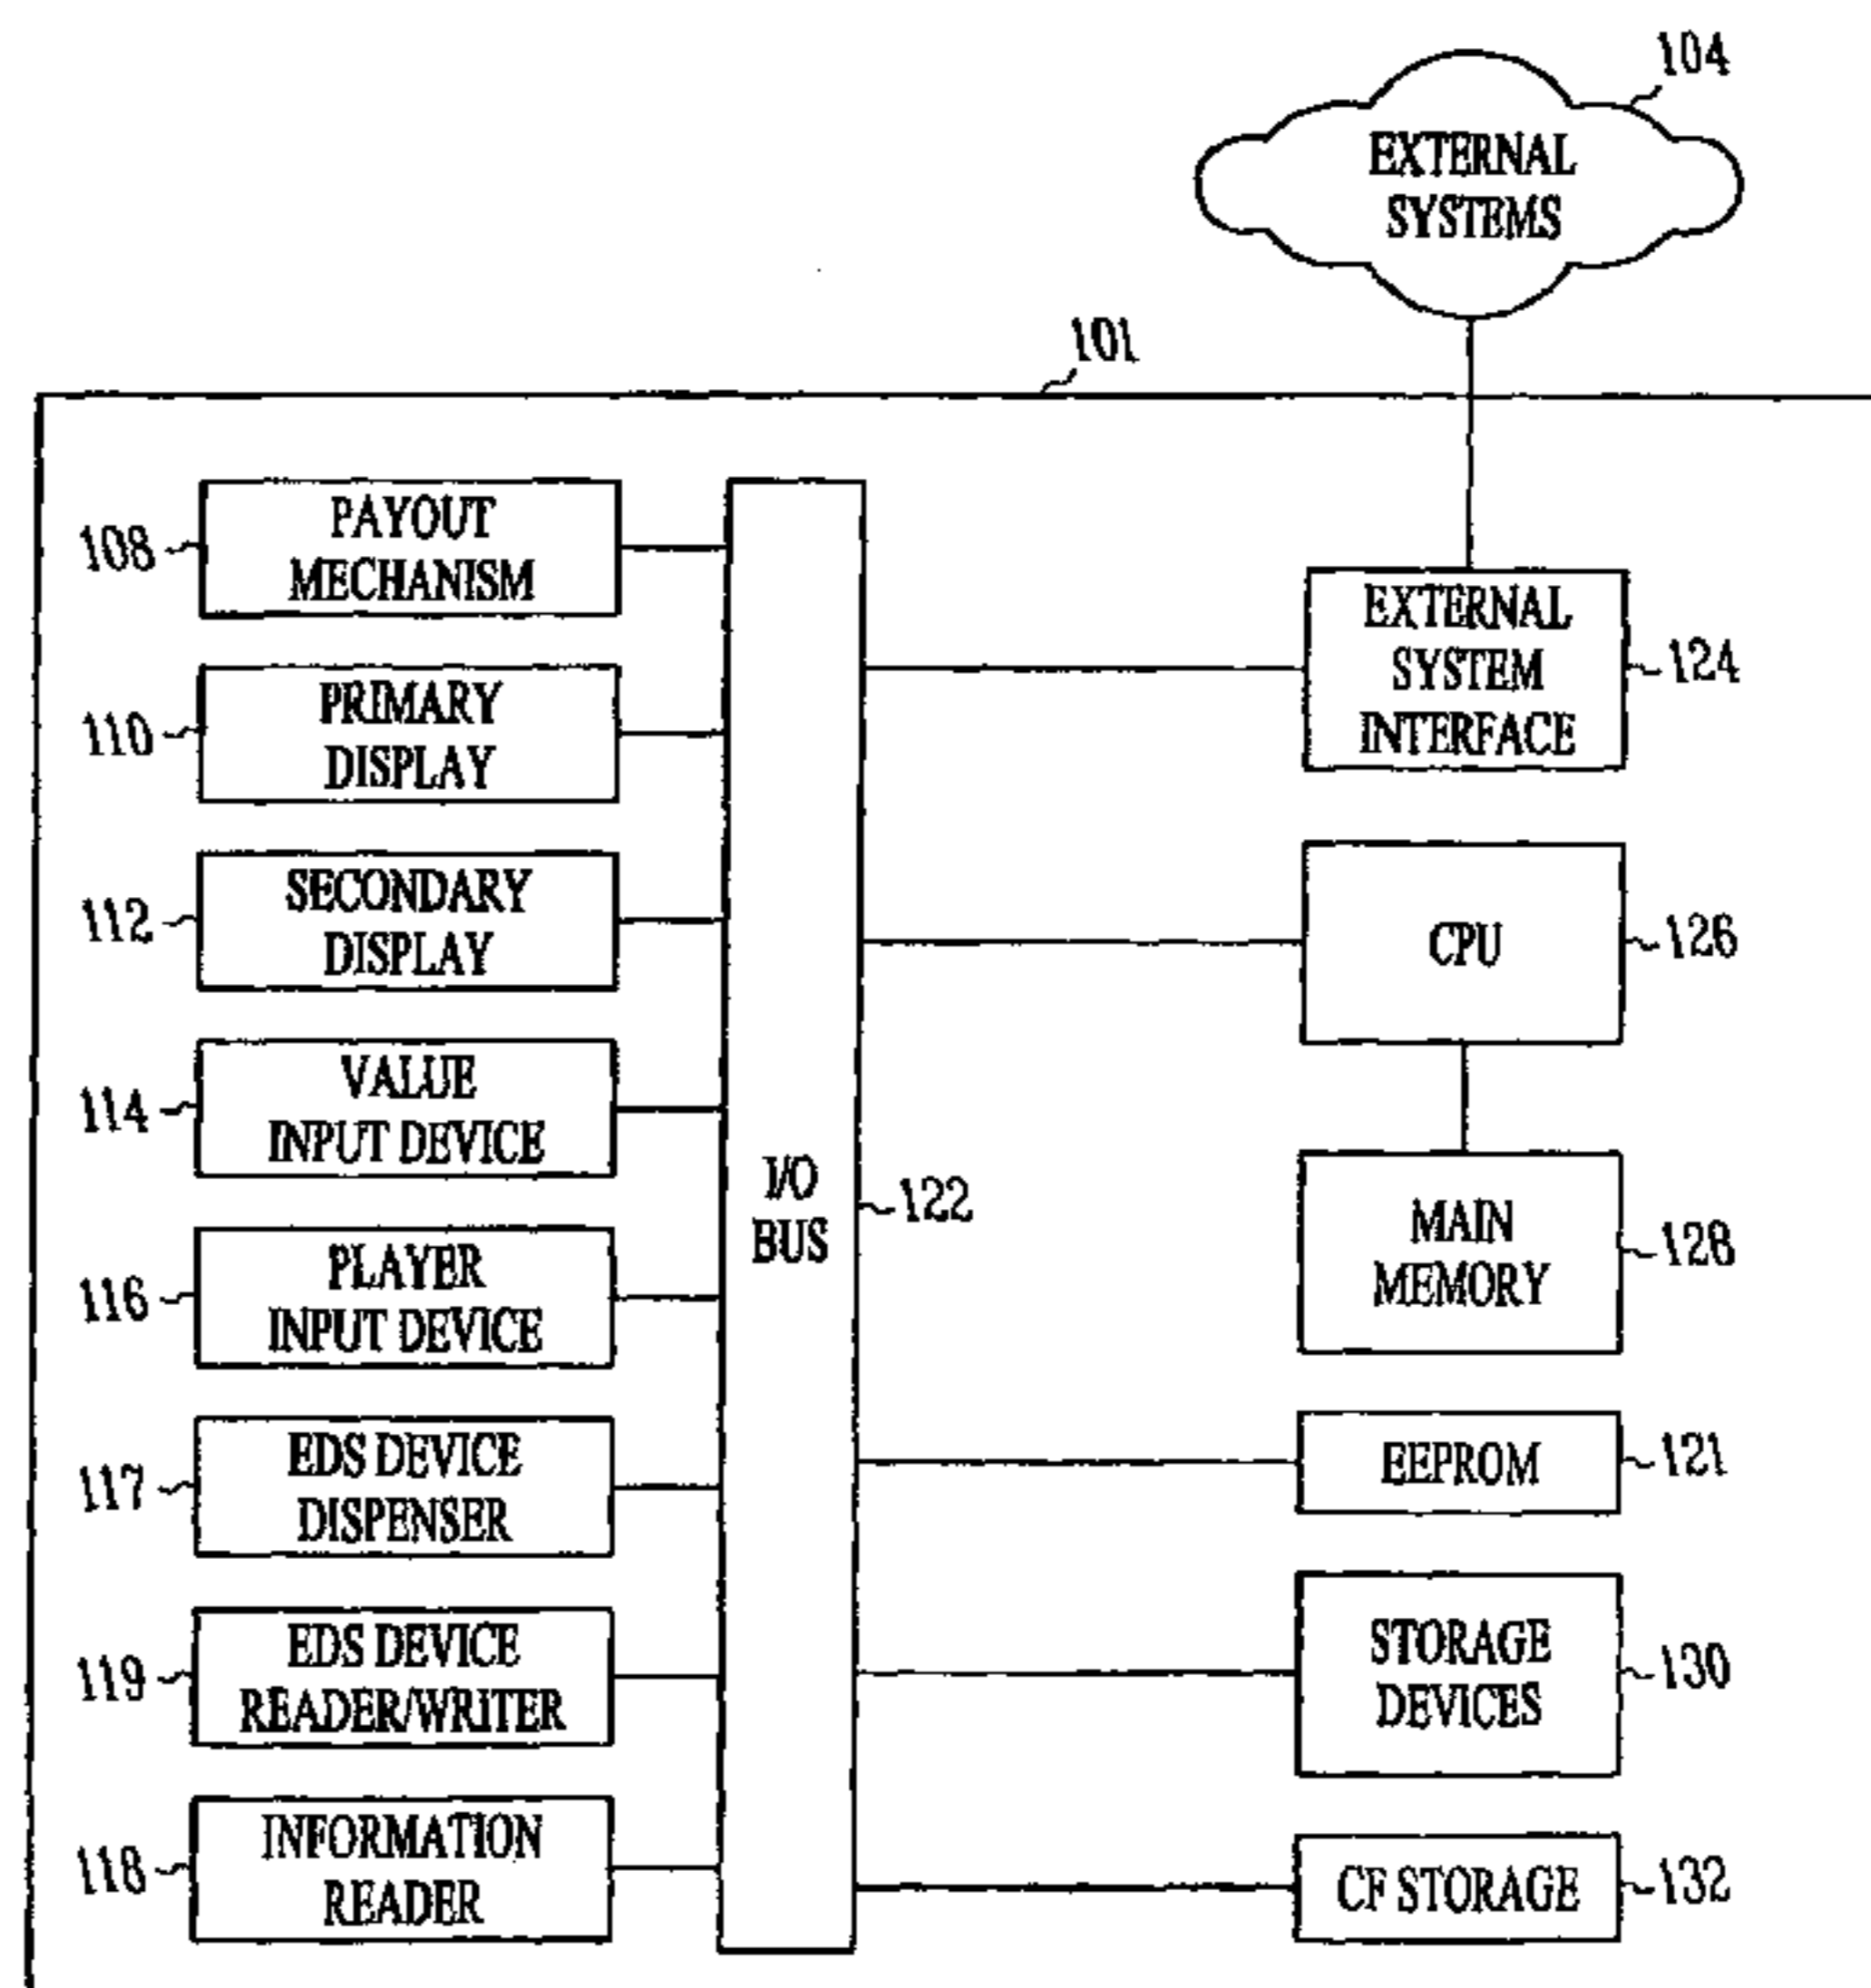 104
EXTERNAL
SYSTEMS
101
108
PAYOUT
MECHANISM
110
PRIMARY
DISPLAY
112
SECONDARY
DISPLAY
114
VALUE
INPUT DEVICE
116
PLAYER
INPUT DEVICE
117
EDS DEVICE
DISPENSER
119
EDS DEVICE
READER/WRITER
118
INFORMATION
READER
I/O
BUS
122
EXTERNAL
SYSTEM
INTERFACE
124
CPU
126
MAIN
MEMORY
128
EEPROM
121
STORAGE
DEVICES
130
CF STORAGE
132